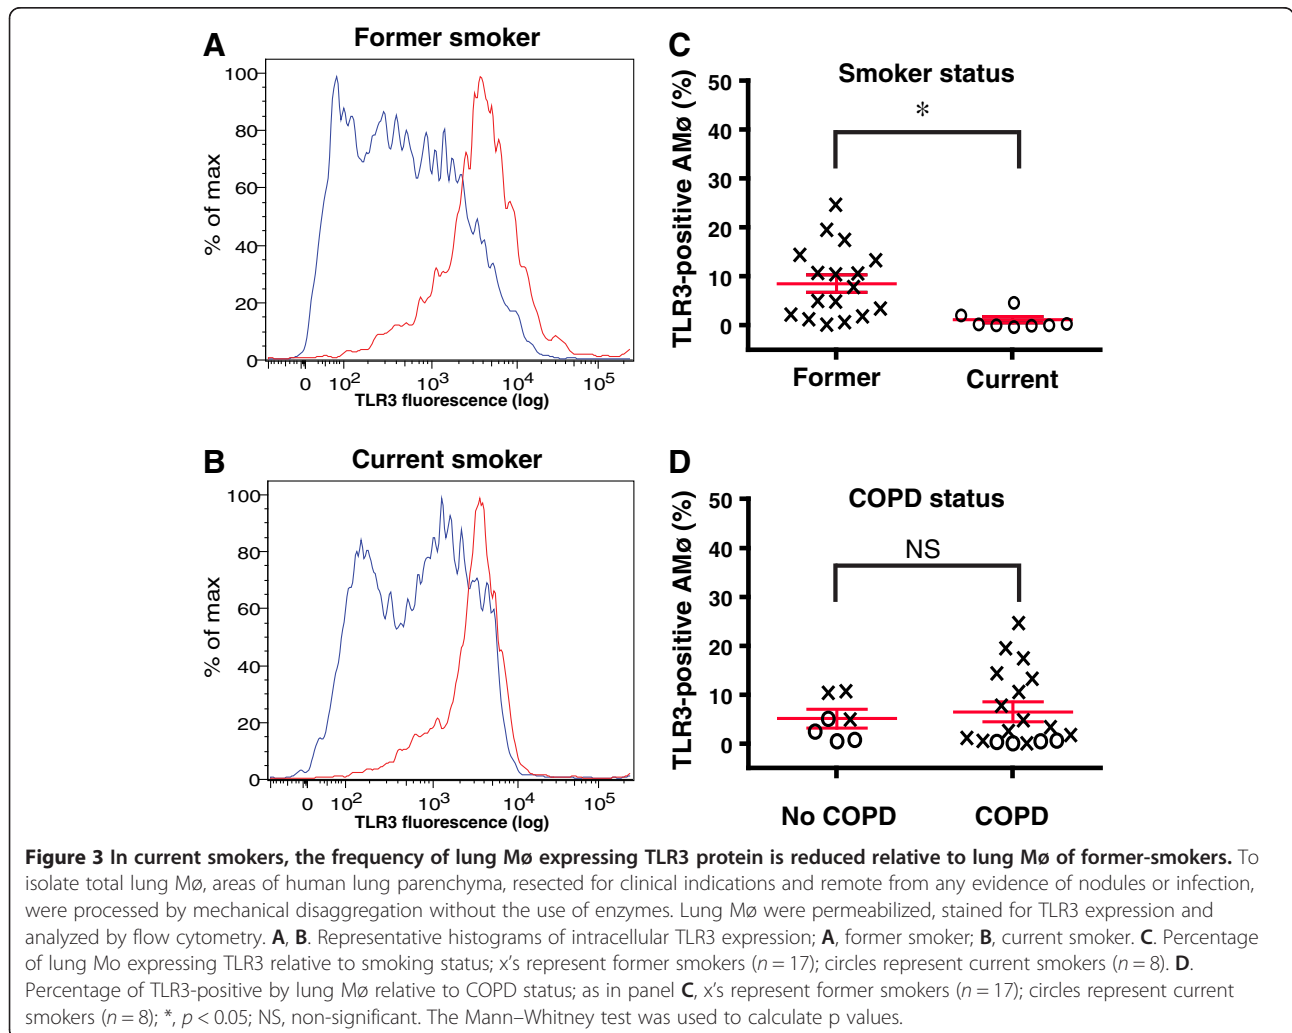 A
Former smoker
100
80
60
40
20
0
% of max
0 10² 10³ 10⁴ 10⁵
TLR3 fluorescence (log)
B
Current smoker
100
80
60
40
20
0
% of max
0 10² 10³ 10⁴ 10⁵
TLR3 fluorescence (log)
C
Smoker status
*
50
40
30
20
10
0
TLR3-positive AMø (%)
Former Current
D
COPD status
NS
50
40
30
20
10
0
TLR3-positive AMø (%)
No COPD COPD
Figure 3 In current smokers, the frequency of lung Mø expressing TLR3 protein is reduced relative to lung Mø of former-smokers. To
isolate total lung Mø, areas of human lung parenchyma, resected for clinical indications and remote from any evidence of nodules or infection,
were processed by mechanical disaggregation without the use of enzymes. Lung Mø were permeabilized, stained for TLR3 expression and
analyzed by flow cytometry. A, B. Representative histograms of intracellular TLR3 expression; A, former smoker; B, current smoker. C. Percentage
of lung Mo expressing TLR3 relative to smoking status; x's represent former smokers (n = 17); circles represent current smokers (n = 8). D.
Percentage of TLR3-positive by lung Mø relative to COPD status; as in panel C, x's represent former smokers (n = 17); circles represent current
smokers (n = 8); *, p < 0.05; NS, non-significant. The Mann–Whitney test was used to calculate p values.